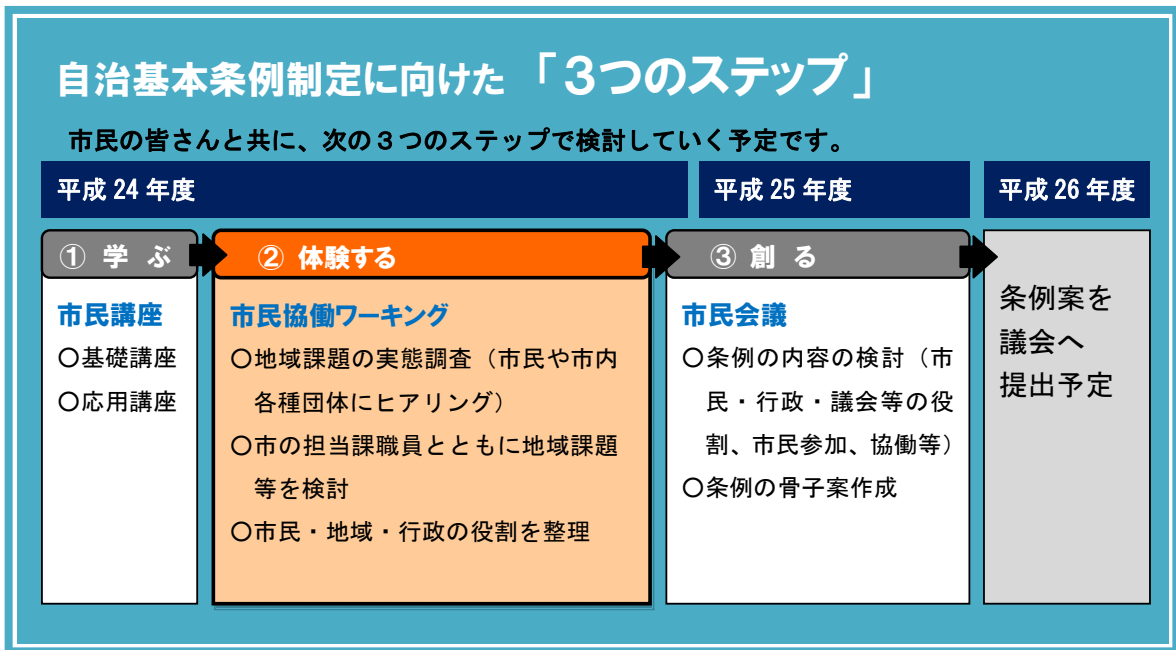 自治基本条例制定に向けた「３つのステップ」
市民の皆さんと共に、次の３つのステップで検討していく予定です。
平成 24 年度
平成 25 年度
平成 26 年度
① 学 ぶ
② 体験する
③ 創 る
市民講座
○基礎講座
○応用講座
市民協働ワーキング
○地域課題の実態調査（市民や市内
各種団体にヒアリング）
○市の担当課職員とともに地域課題
等を検討
○市民・地域・行政の役割を整理
市民会議
○条例の内容の検討（市
民・行政・議会等の役
割、市民参加、協働等）
○条例の骨子案作成
条例案を
議会へ
提出予定